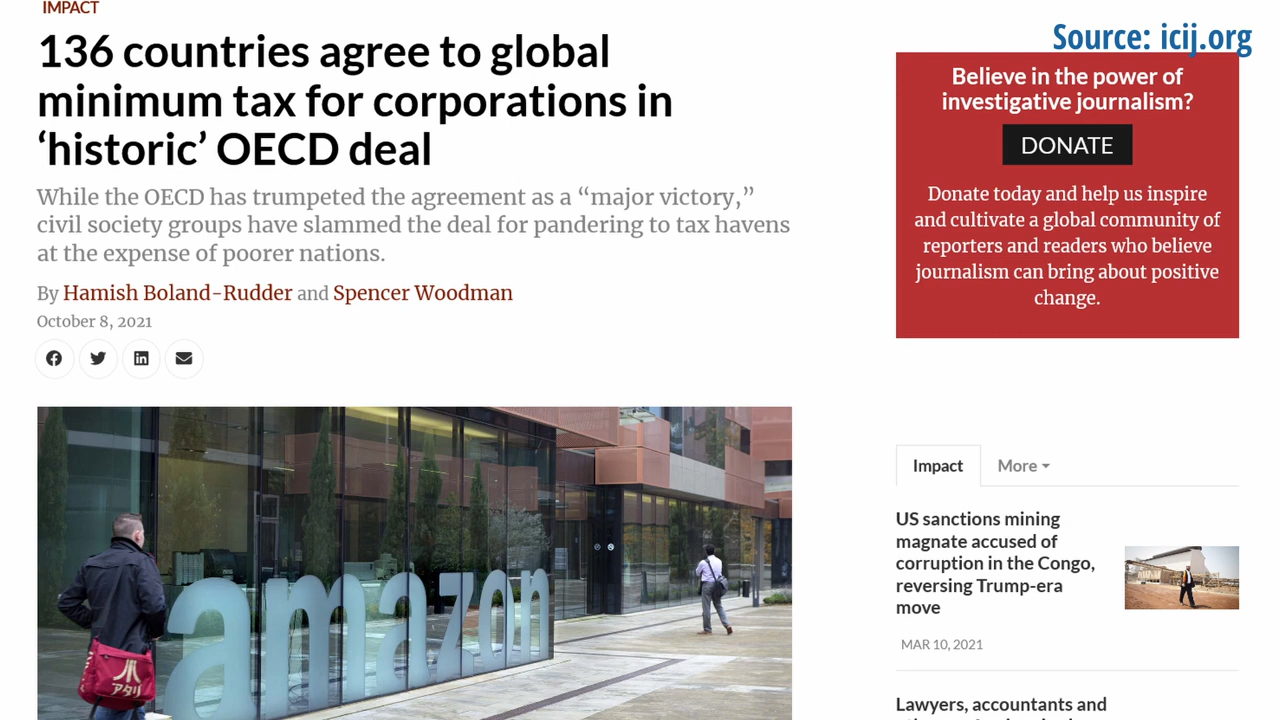 IMPACT
136 countries agree to global
minimum tax for corporations in
‘historic’ OECD deal
While the OECD has trumpeted the agreement as a “major victory,”
civil society groups have slammed the deal for pandering to tax havens
at the expense of poorer nations.
By Hamish Boland-Rudder and Spencer Woodman
October 8, 2021
amazon
アタリ
Source: icij.org
Believe in the power of
investigative journalism?
DONATE
Donate today and help us inspire
and cultivate a global community of
reporters and readers who believe
journalism can bring about positive
change.
Impact
More
US sanctions mining
magnate accused of
corruption in the Congo,
reversing Trump-era
move
MAR 10, 2021
Lawyers, accountants and